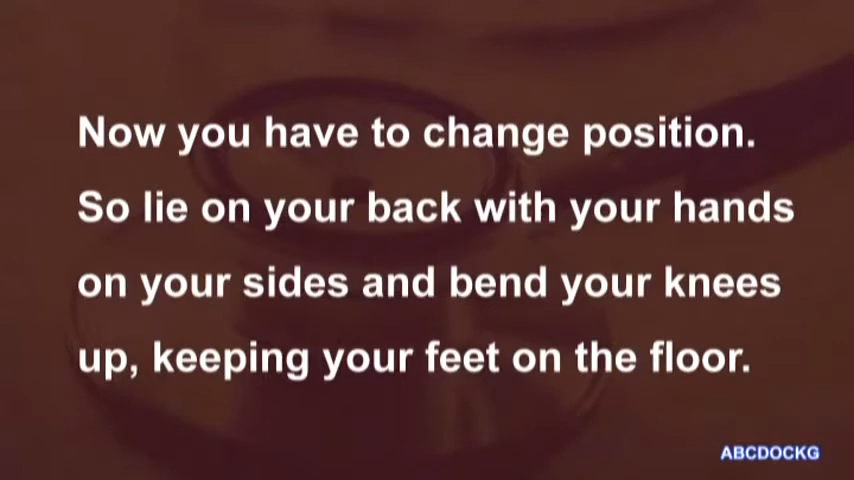 Now you have to change position.
So lie on your back with your hands
on your sides and bend your knees
up, keeping your feet on the floor.
ABCDOCKG